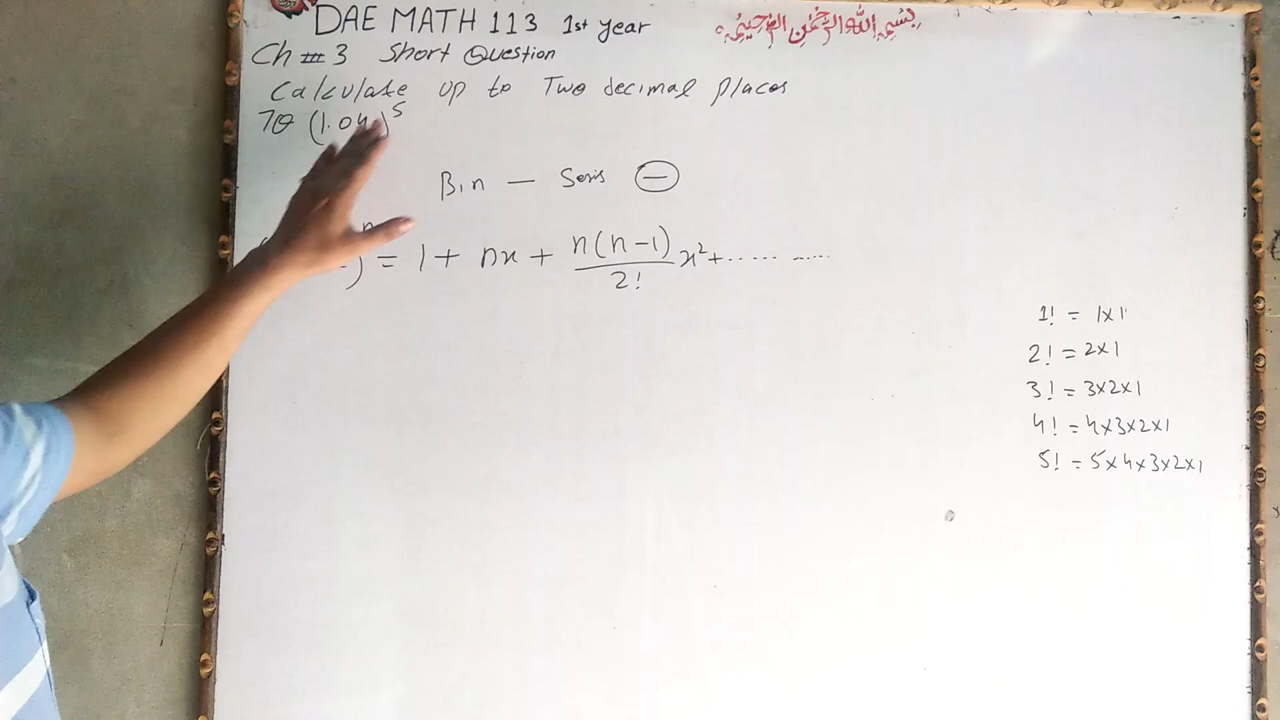 DAE MATH 113 1st year
بسم الله الرحمن الرحيم
Ch # 3 Short Question
Calculate up to Two decimal places
(1.04)⁵
Bin — Seris ⊖
n
) = 1 + nx + n(n-1)/2! x² + ...... ......
1! = 1x1
2! = 2x1
3! = 3x2x1
4! = 4x3x2x1
5! = 5x4x3x2x1